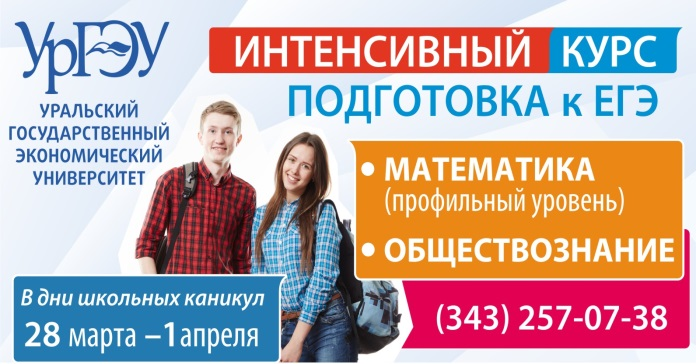 УрГЭУ
УРАЛЬСКИЙ
ГОСУДАРСТВЕННЫЙ
ЭКОНОМИЧЕСКИЙ
УНИВЕРСИТЕТ
ИНТЕНСИВНЫЙ КУРС
ПОДГОТОВКА к ЕГЭ
• МАТЕМАТИКА
(профильный уровень)
• ОБЩЕСТВОЗНАНИЕ
В дни школьных каникул
28 марта –1апреля
(343) 257-07-38